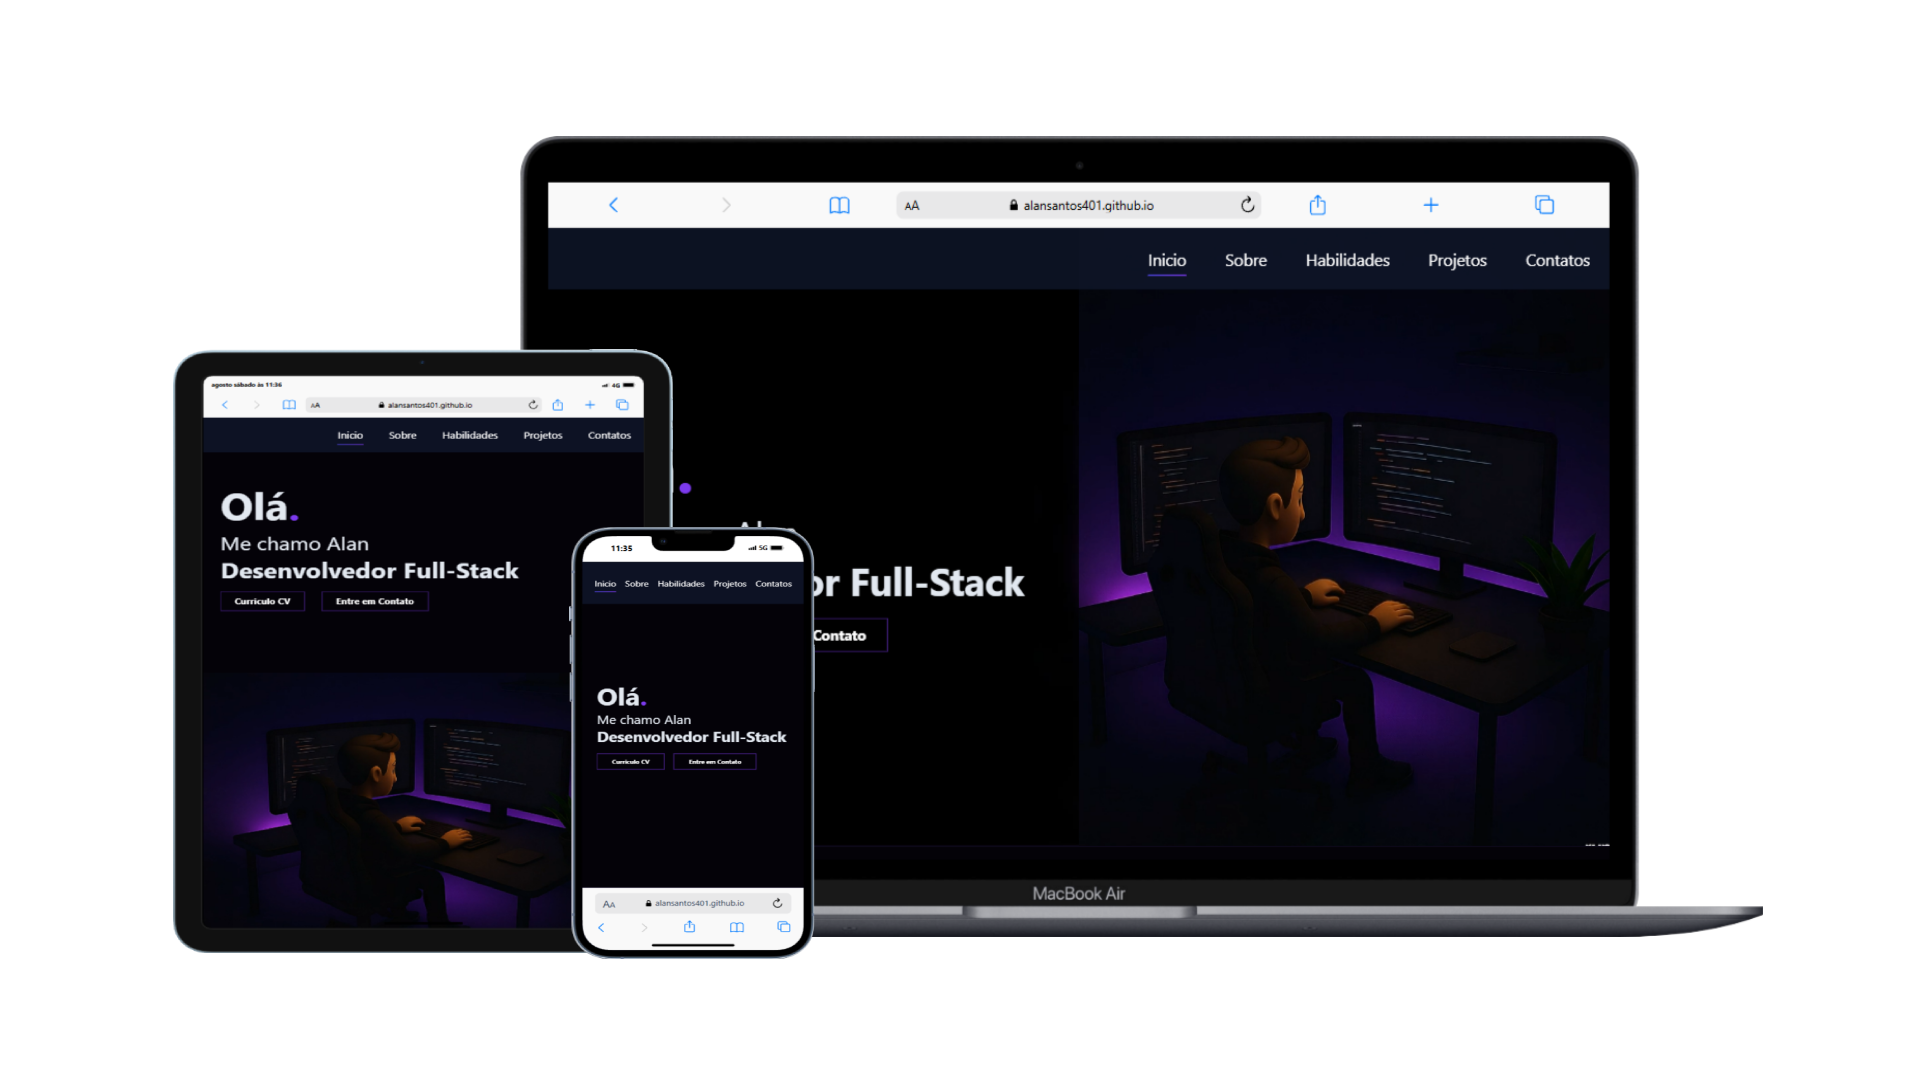 AA
alansantos401.github.io
Inicio Sobre Habilidades Projetos Contatos
or Full-Stack
Contato
MacBook Air
agosto sábado às 11:36
4G
AA
alansantos401.github.io
Inicio Sobre Habilidades Projetos Contatos
Olá.
Me chamo Alan
Desenvolvedor Full-Stack
Curriculo CV Entre em Contato
11:35
5G
Inicio Sobre Habilidades Projetos Contatos
Olá.
Me chamo Alan
Desenvolvedor Full-Stack
Curriculo CV Entre em Contato
AA
alansantos401.github.io